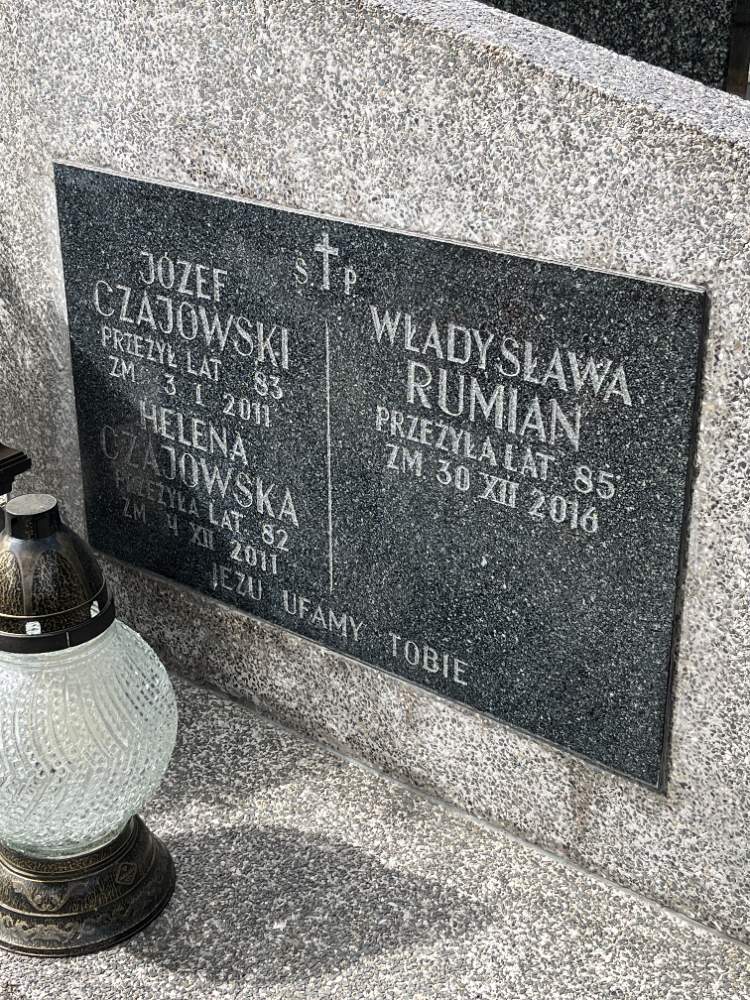 Ś P
JÓZEF
CZAJOWSKI
PRZEŻYŁ LAT 83
ZM 3 I 2011
HELENA
CZAJOWSKA
PRZEŻYŁA LAT 82
ZM 4 XII 2011
WŁADYSŁAWA
RUMIAN
PRZEŻYŁA LAT 85
ZM 30 XII 2016
JEZU UFAMY TOBIE